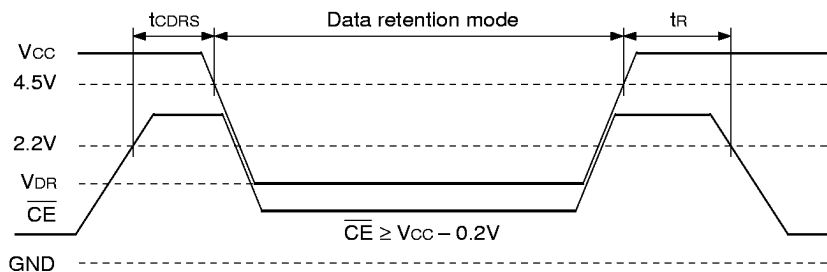 tCDRS Data retention mode tR
VCC
4.5V
2.2V
VDR
CE
CE ≥ VCC – 0.2V
GND